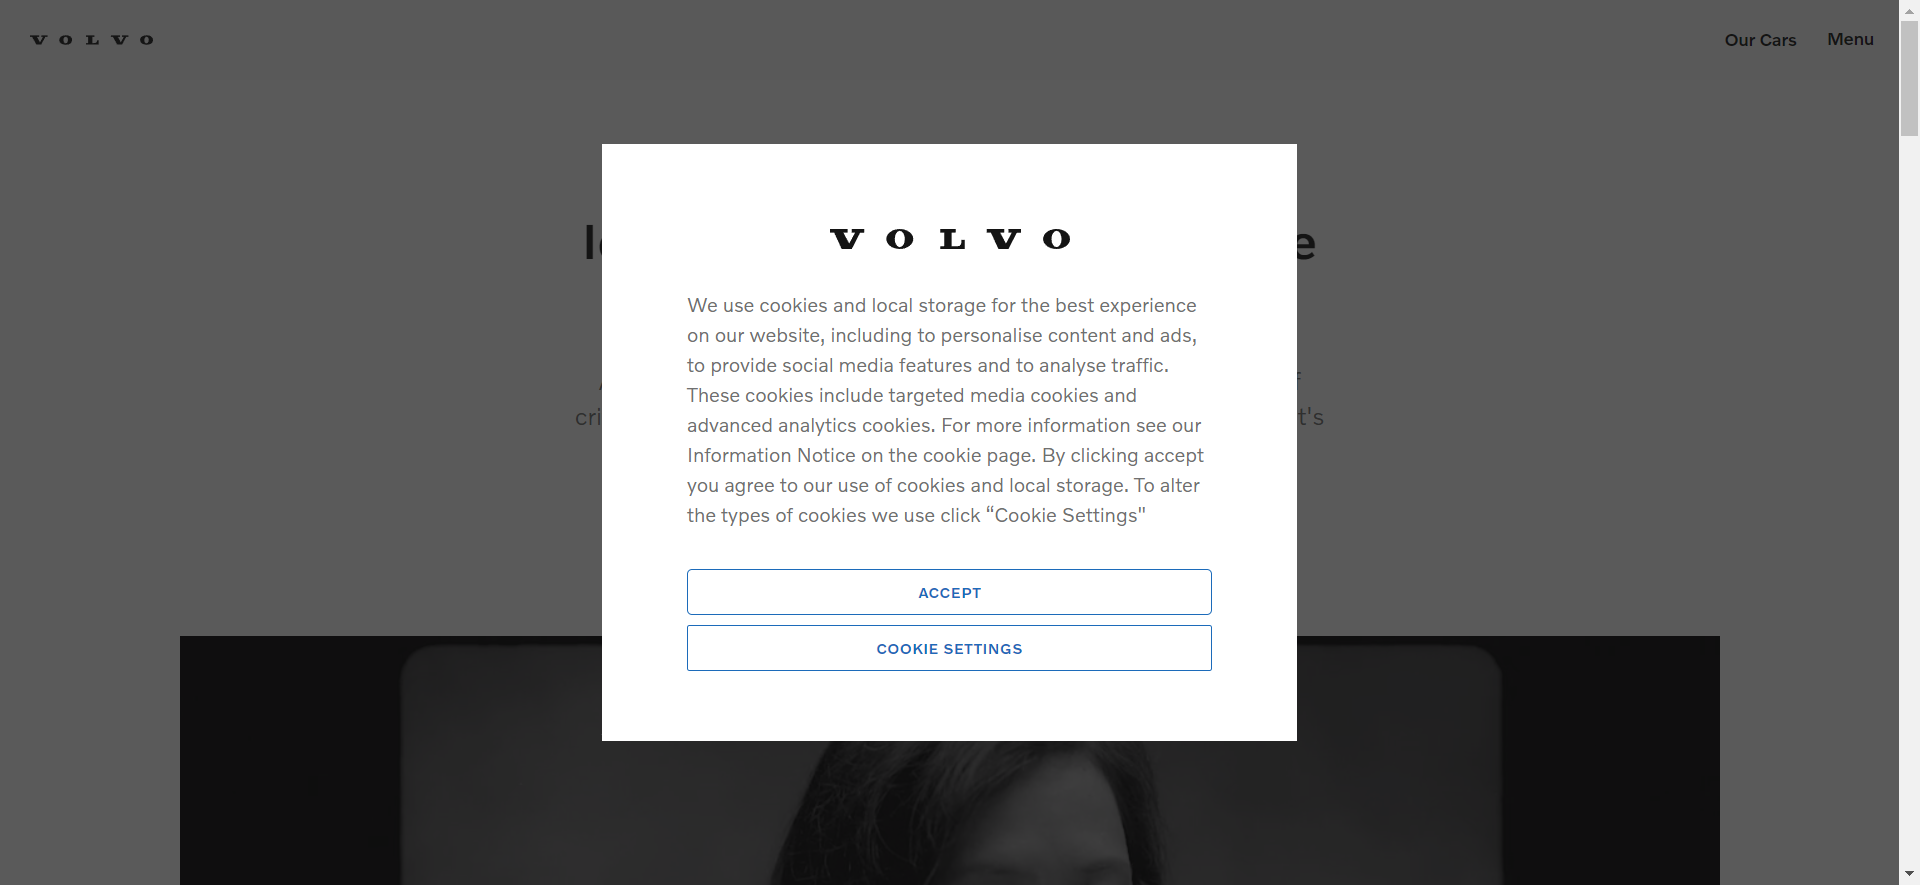 VOLVO
Our Cars
Menu
VOLVO
We use cookies and local storage for the best experience
on our website, including to personalise content and ads,
to provide social media features and to analyse traffic.
These cookies include targeted media cookies and
advanced analytics cookies. For more information see our
Information Notice on the cookie page. By clicking accept
you agree to our use of cookies and local storage. To alter
the types of cookies we use click “Cookie Settings"
ACCEPT
COOKIE SETTINGS